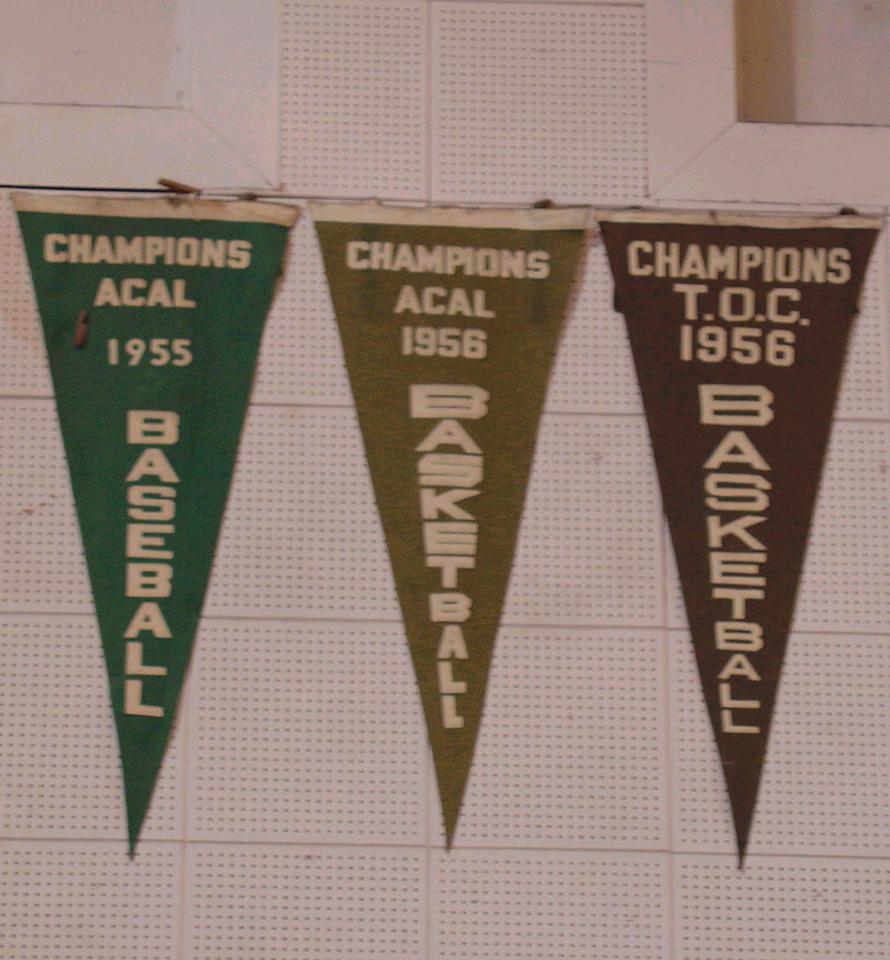 CHAMPIONS
ACAL
1955
BASEBALL
CHAMPIONS
ACAL
1956
BASKETBALL
CHAMPIONS
T.O.C.
1956
BASKETBALL